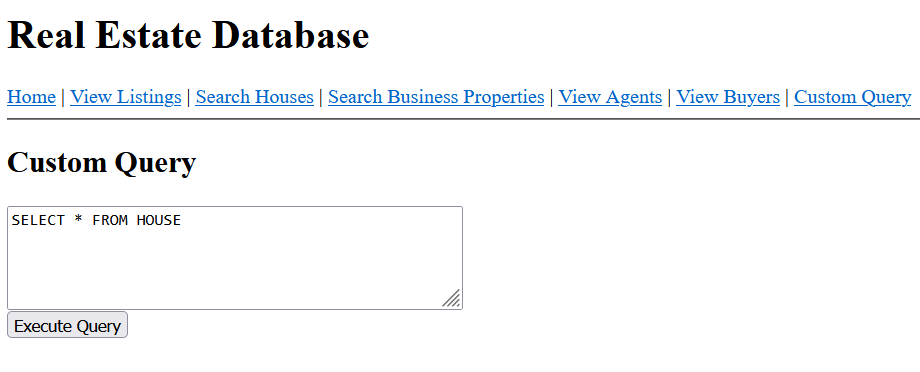 Real Estate Database
Home | View Listings | Search Houses | Search Business Properties | View Agents | View Buyers | Custom Query
Custom Query
SELECT * FROM HOUSE
Execute Query